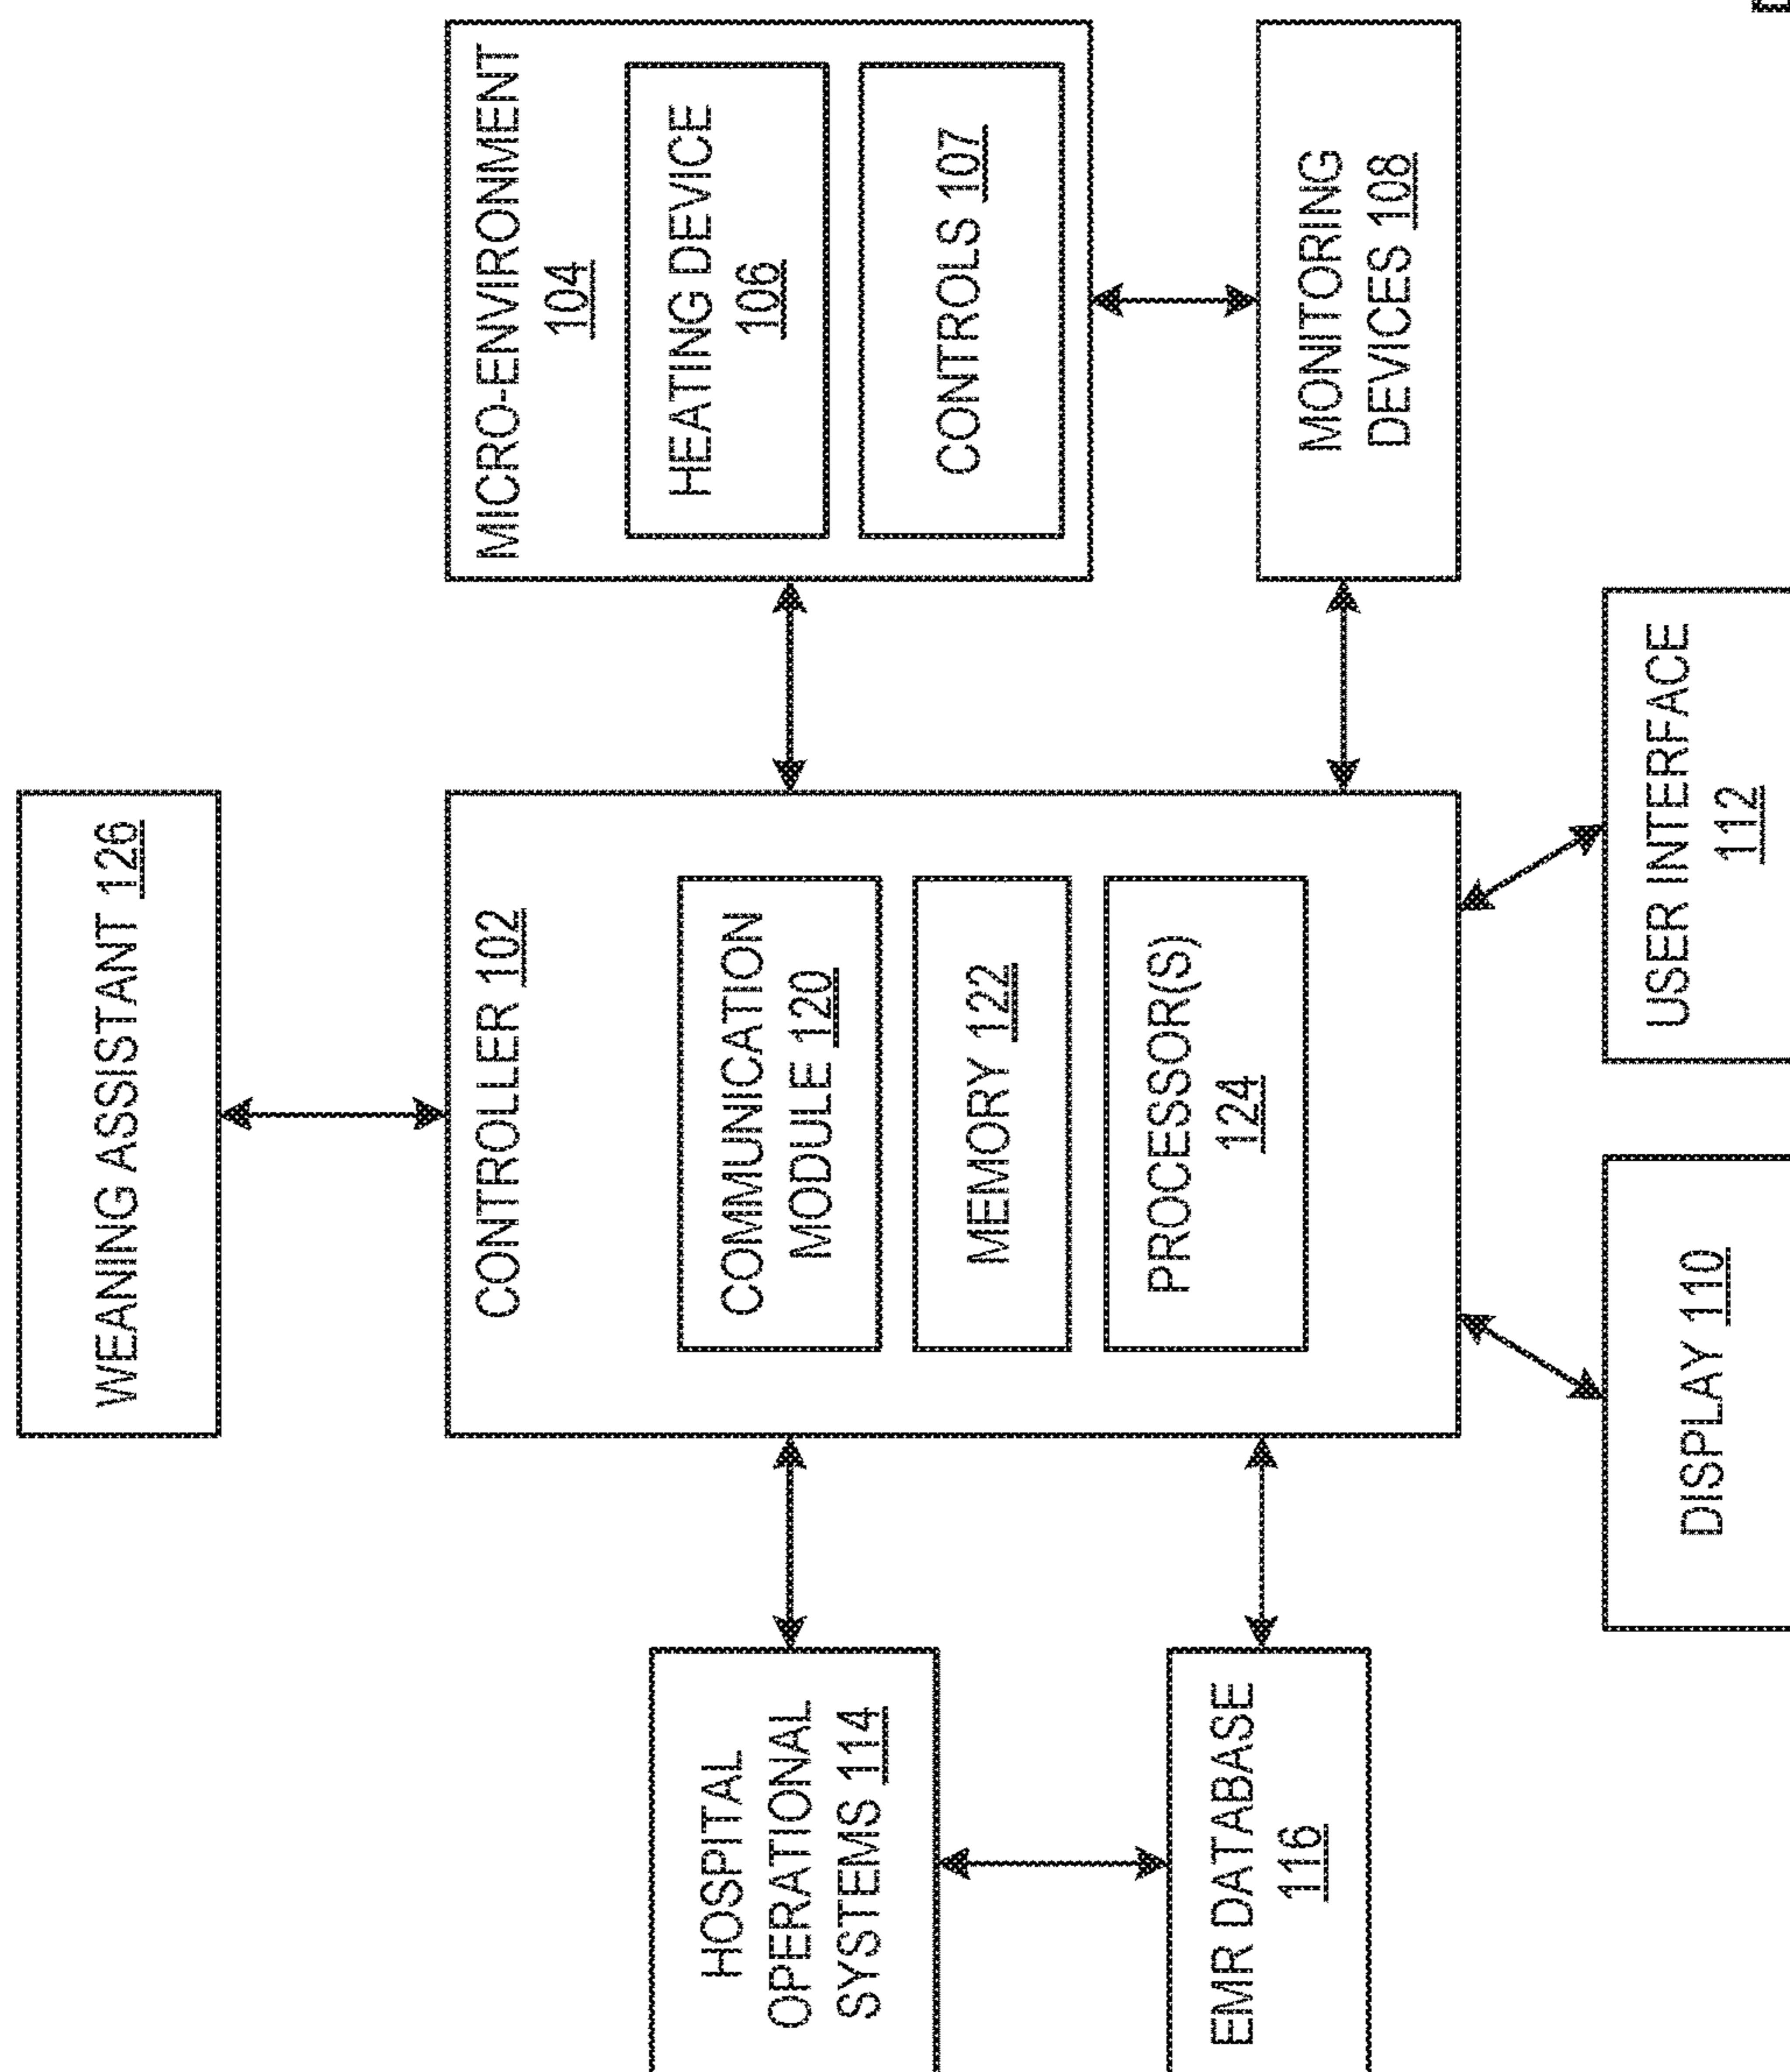 WEANING ASSISTANT 126
HOSPITAL
OPERATIONAL
SYSTEMS 114
EMR DATABASE
116
CONTROLLER 102
COMMUNICATION
MODULE 120
MEMORY 122
PROCESSOR(S)
124
MICRO-ENVIRONMENT
104
HEATING DEVICE
106
CONTROLS 107
MONITORING
DEVICES 108
DISPLAY 110
USER INTERFACE
112